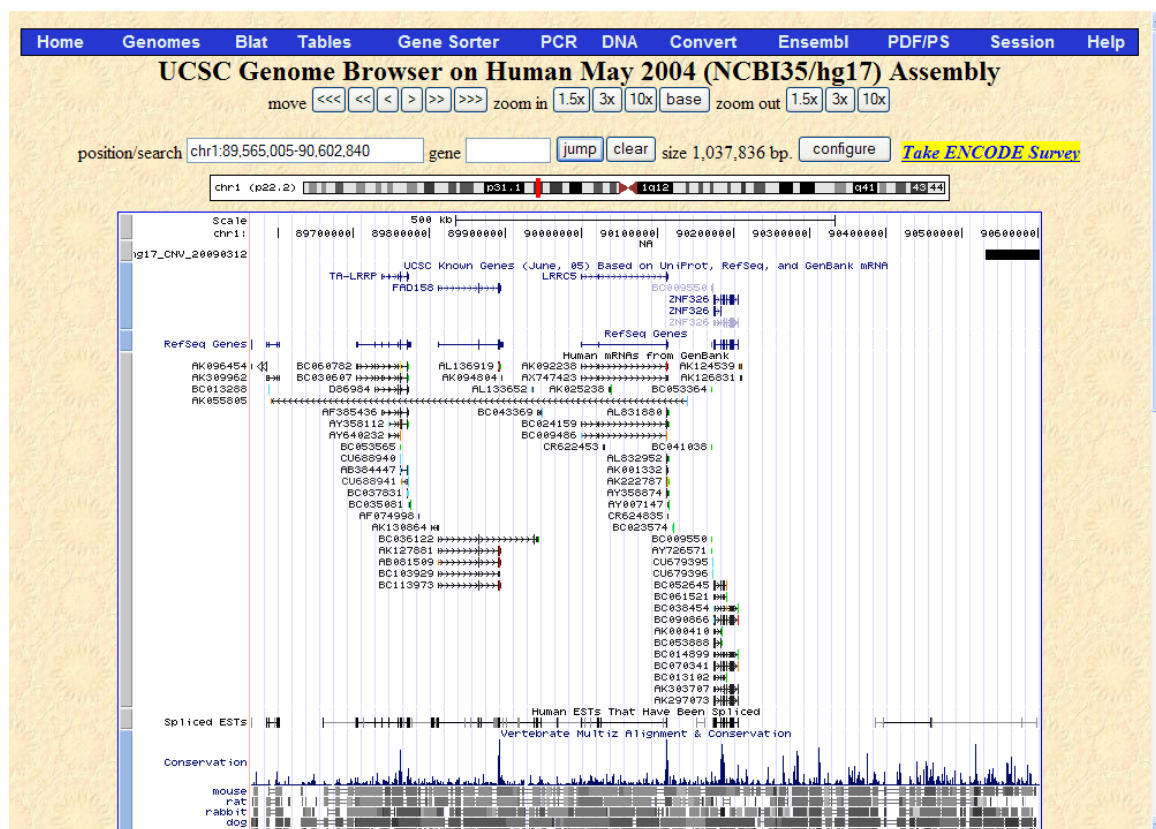 Home Genomes Blat Tables Gene Sorter PCR DNA Convert Ensembl PDF/PS Session Help
UCSC Genome Browser on Human May 2004 (NCBI35/hg17) Assembly
move <<< << < > >> >>> zoom in 1.5x 3x 10x base zoom out 1.5x 3x 10x
position/search chr1:89,565,005-90,602,840 gene jump clear size 1,037,836 bp. configure Take ENCODE Survey
chr1 (p22.2) p31.1 1q12 q41 43 44
Scale 500 kb
chr1: 89700000 89800000 89900000 90000000 90100000 90200000 90300000 90400000 90500000 90600000
NA
hg17_CNV_20090312
UCSC Known Genes (June, 05) Based on UniProt, RefSeq, and GenBank mRNA
TA-LRRP LRRC5
FAD158 BC009550
ZNF326
ZNF326
ZNF326
RefSeq Genes
RefSeq Genes
Human mRNAs from GenBank
AK096454 BC060782 AL136919 AK092238 AK124539
AK309962 BC030607 AK094804 AX747423 AK126831
BC013288 D86984 AL133652 AK025238 BC053364
AK055805
AF385436 BC043369 AL831880
AY358112 BC024159
AY640232 BC009486
BC053565 CR622453 BC041038
CU688940 AL832952
AB384447 AK001332
CU688941 AK222787
BC037831 AY358874
BC035081 AY007147
AF074998 CR624835
AK130864 BC023574
BC036122 BC009550
AK127881 AY726571
AB081509 CU679395
BC103929 CU679396
BC113973 BC052645
BC061521
BC038454
BC090866
AK000410
BC053888
BC014899
BC070341
BC013102
AK303707
AK297073
Human ESTs That Have Been Spliced
Spliced ESTs
Vertebrate Multiz Alignment & Conservation
Conservation
mouse
rat
rabbit
dog